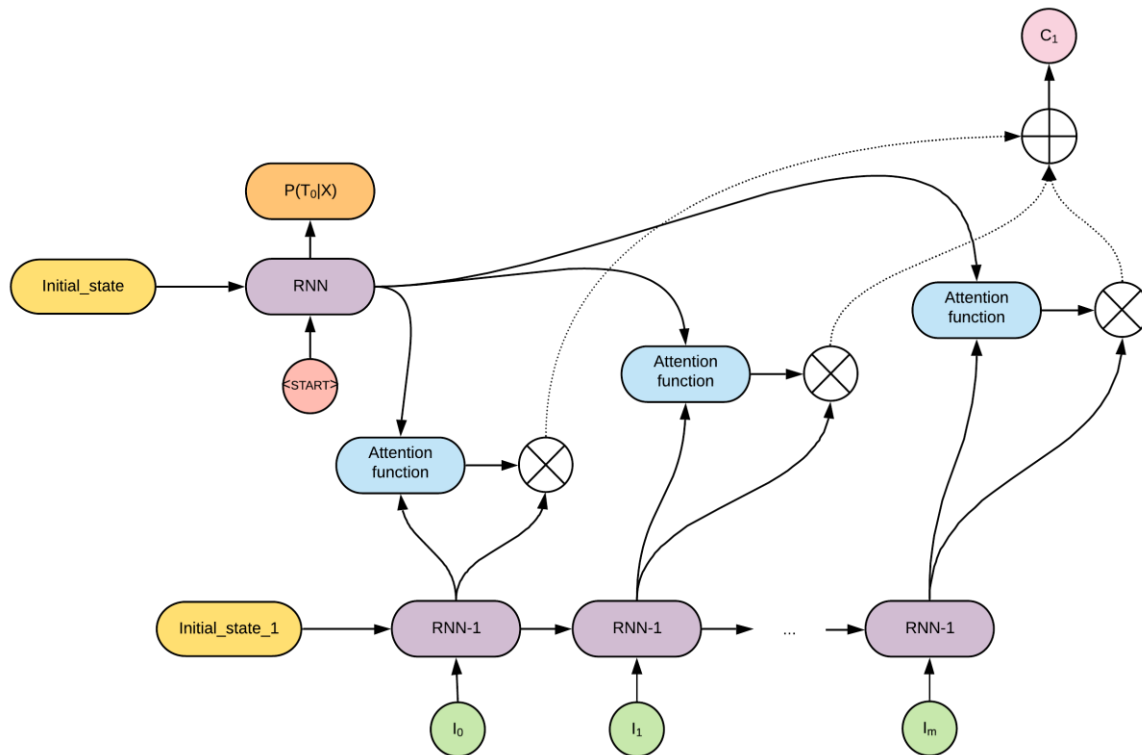 C₁
P(T₀|X)
Initial_state
RNN
Attention
function
Attention
function
<START>
Attention
function
Initial_state_1
RNN-1
RNN-1
...
RNN-1
I₀
I₁
Iₘ